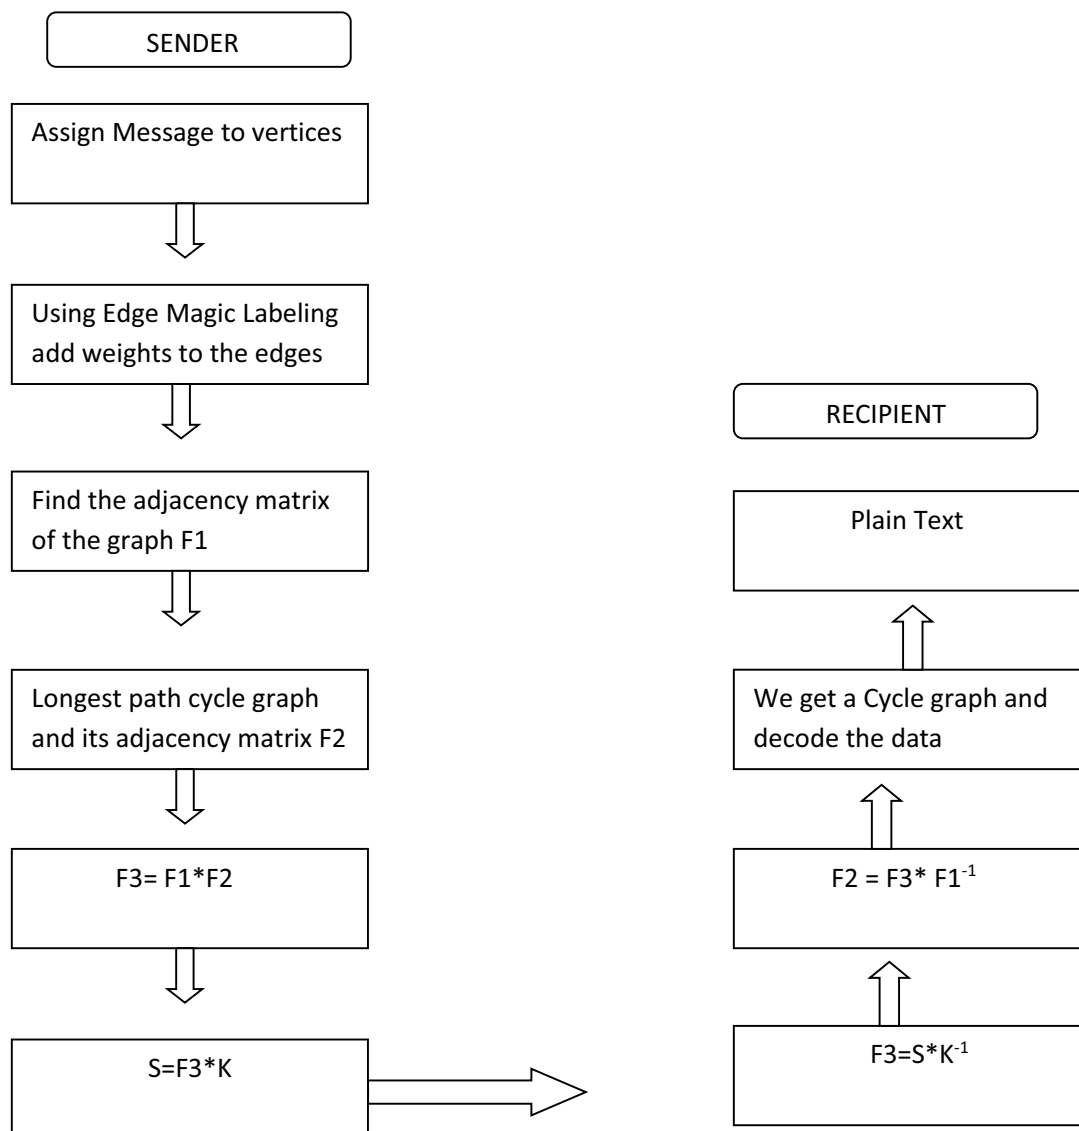 SENDER
Assign Message to vertices
Using Edge Magic Labeling
add weights to the edges
Find the adjacency matrix
of the graph F1
Longest path cycle graph
and its adjacency matrix F2
F3= F1*F2
S=F3*K
RECIPIENT
Plain Text
We get a Cycle graph and
decode the data
F2 = F3* F1⁻¹
F3=S*K⁻¹